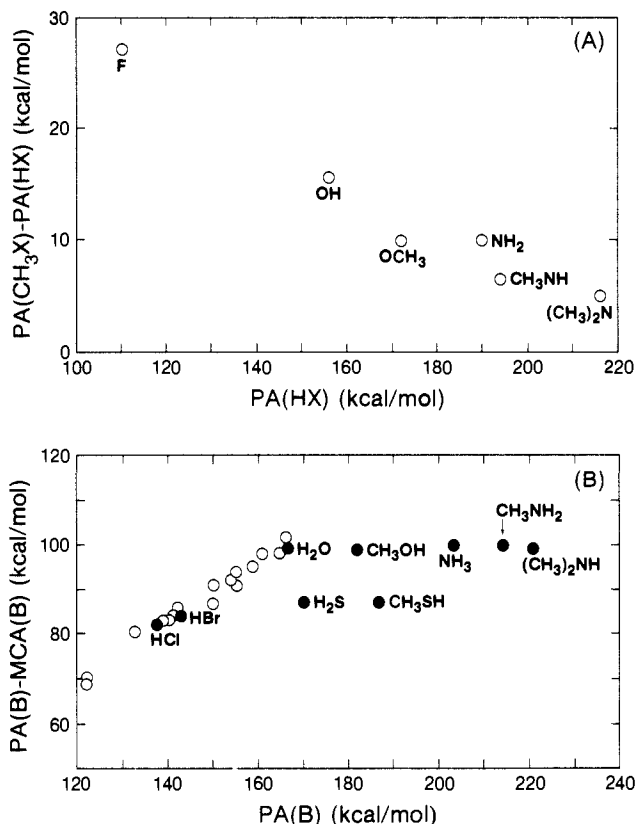 (A)
PA(CH₃X)-PA(HX) (kcal/mol)
30
20
10
0
F
OH
OCH₃
NH₂
CH₃NH
(CH₃)₂N
100 120 140 160 180 200 220
PA(HX) (kcal/mol)
(B)
PA(B)-MCA(B) (kcal/mol)
120
100
80
60
CH₃NH₂
H₂O
CH₃OH
NH₃
(CH₃)₂NH
H₂S
CH₃SH
HBr
HCl
120 140 160 180 200 220 240
PA(B) (kcal/mol)